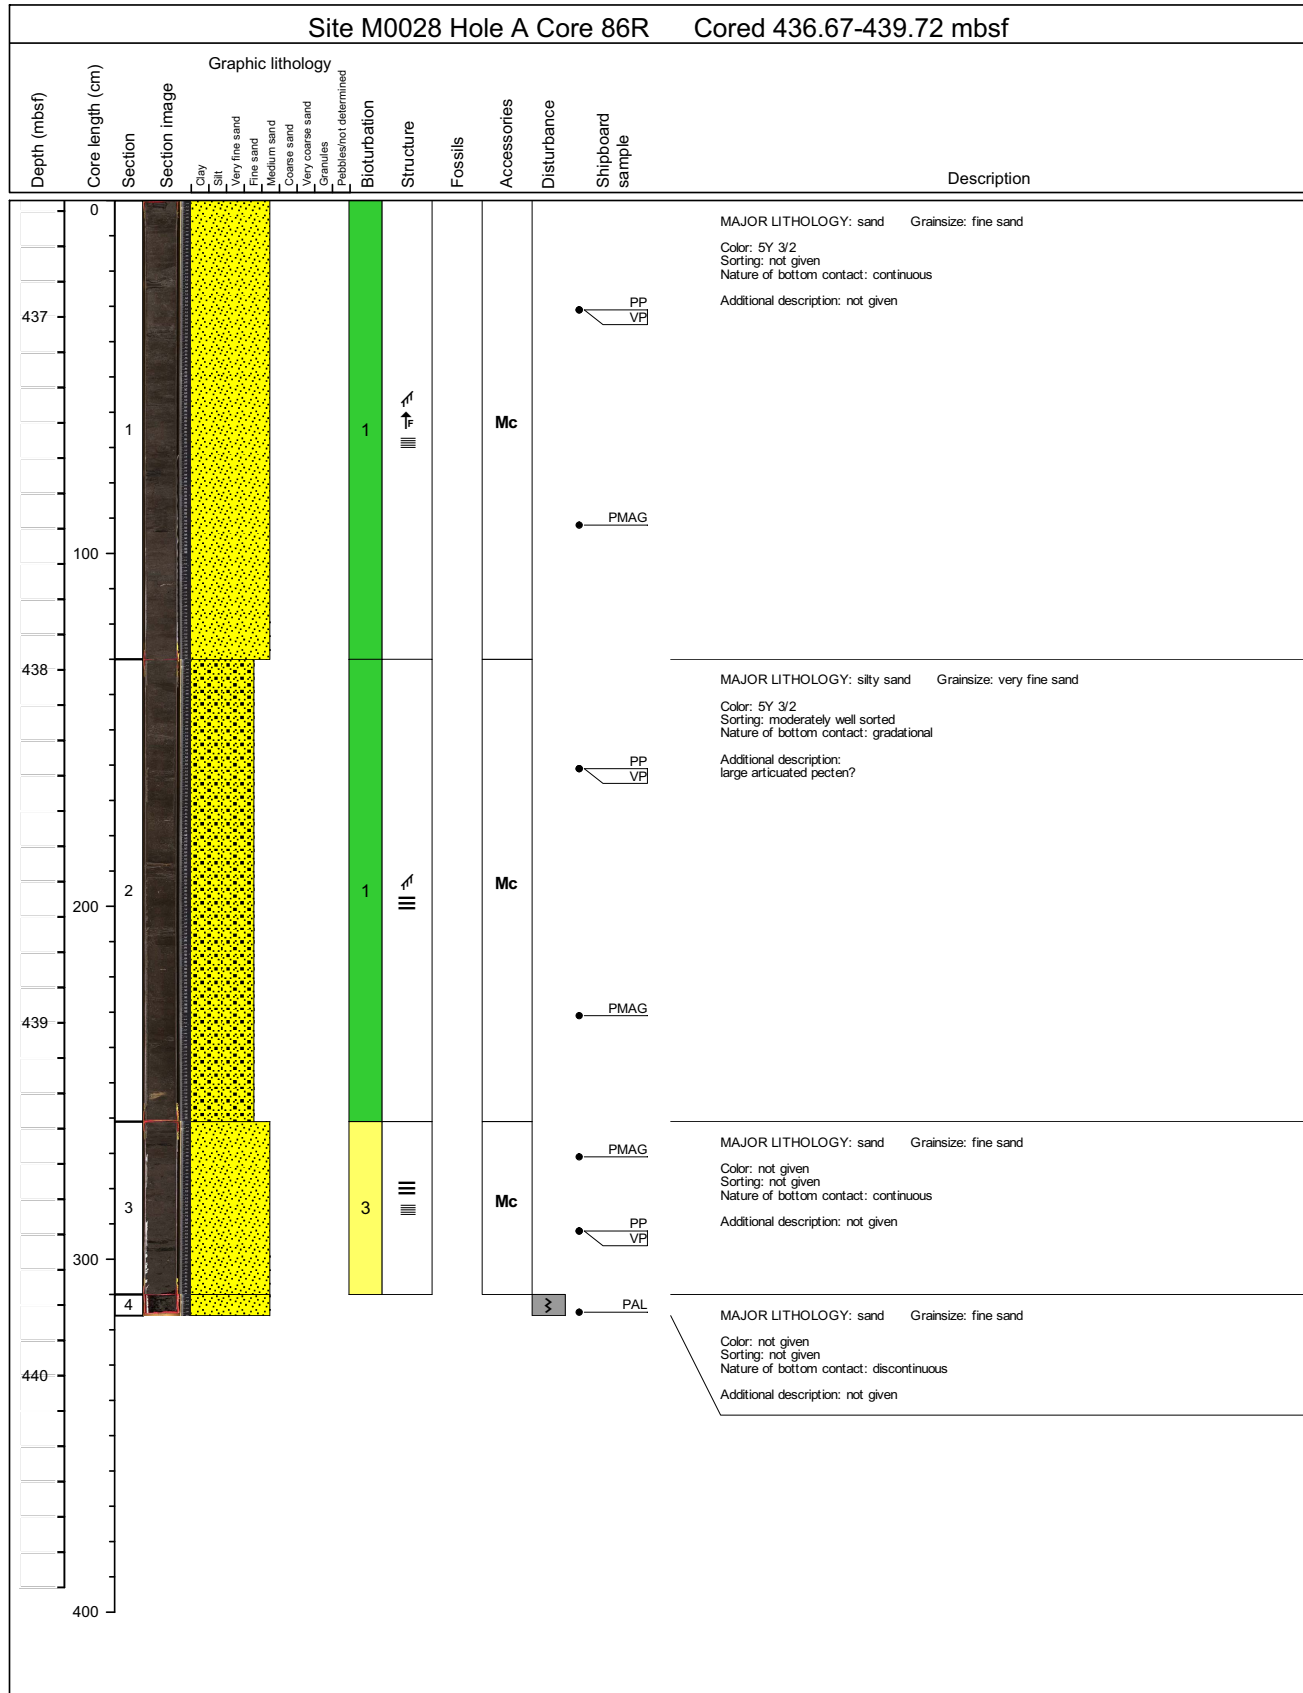 Site M0028 Hole A Core 86R Cored 436.67-439.72 mbsf
Graphic lithology
Depth (mbsf)
Core length (cm)
Section
Section image
Clay
Silt
Very fine sand
Fine sand
Medium sand
Coarse sand
Very coarse sand
Granules
Pebbles/not determined
Bioturbation
Structure
Fossils
Accessories
Disturbance
Shipboard
sample
Description
0
MAJOR LITHOLOGY: sand Grainsize: fine sand
Color: 5Y 3/2
Sorting: not given
Nature of bottom contact: continuous
Additional description: not given
PP
VP
437
1
1
F
Mc
PMAG
100
438
MAJOR LITHOLOGY: silty sand Grainsize: very fine sand
Color: 5Y 3/2
Sorting: moderately well sorted
Nature of bottom contact: gradational
Additional description:
large articuated pecten?
PP
VP
2
1
Mc
200
PMAG
439
MAJOR LITHOLOGY: sand Grainsize: fine sand
Color: not given
Sorting: not given
Nature of bottom contact: continuous
Additional description: not given
PMAG
3
3
Mc
PP
VP
300
4
PAL
MAJOR LITHOLOGY: sand Grainsize: fine sand
Color: not given
Sorting: not given
Nature of bottom contact: discontinuous
Additional description: not given
440
400